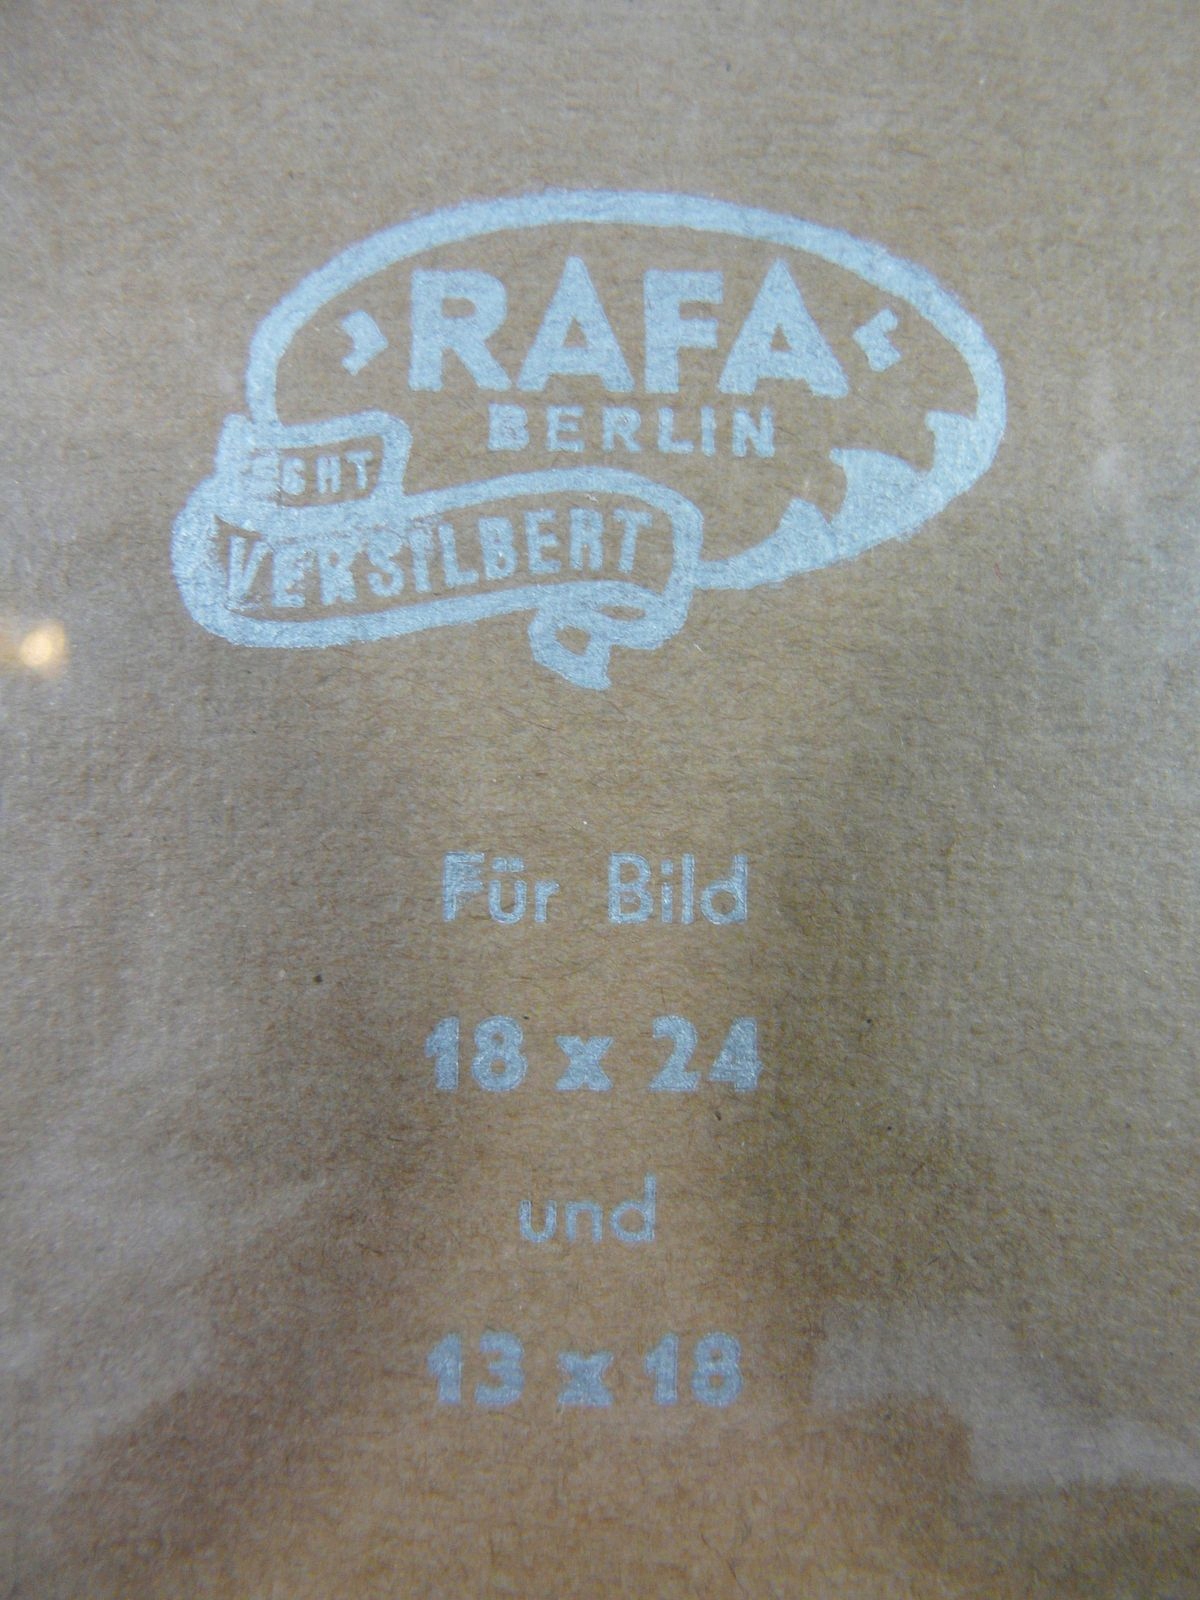 RAFA
BERLIN
ECHT
VERSILBERT
Für Bild
18 x 24
und
13 x 18